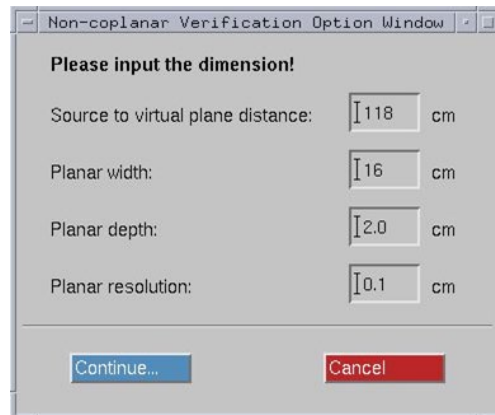 Non-coplanar Verification Option Window
Please input the dimension!
Source to virtual plane distance: 118 cm
Planar width: 16 cm
Planar depth: 2.0 cm
Planar resolution: 0.1 cm
Continue... Cancel